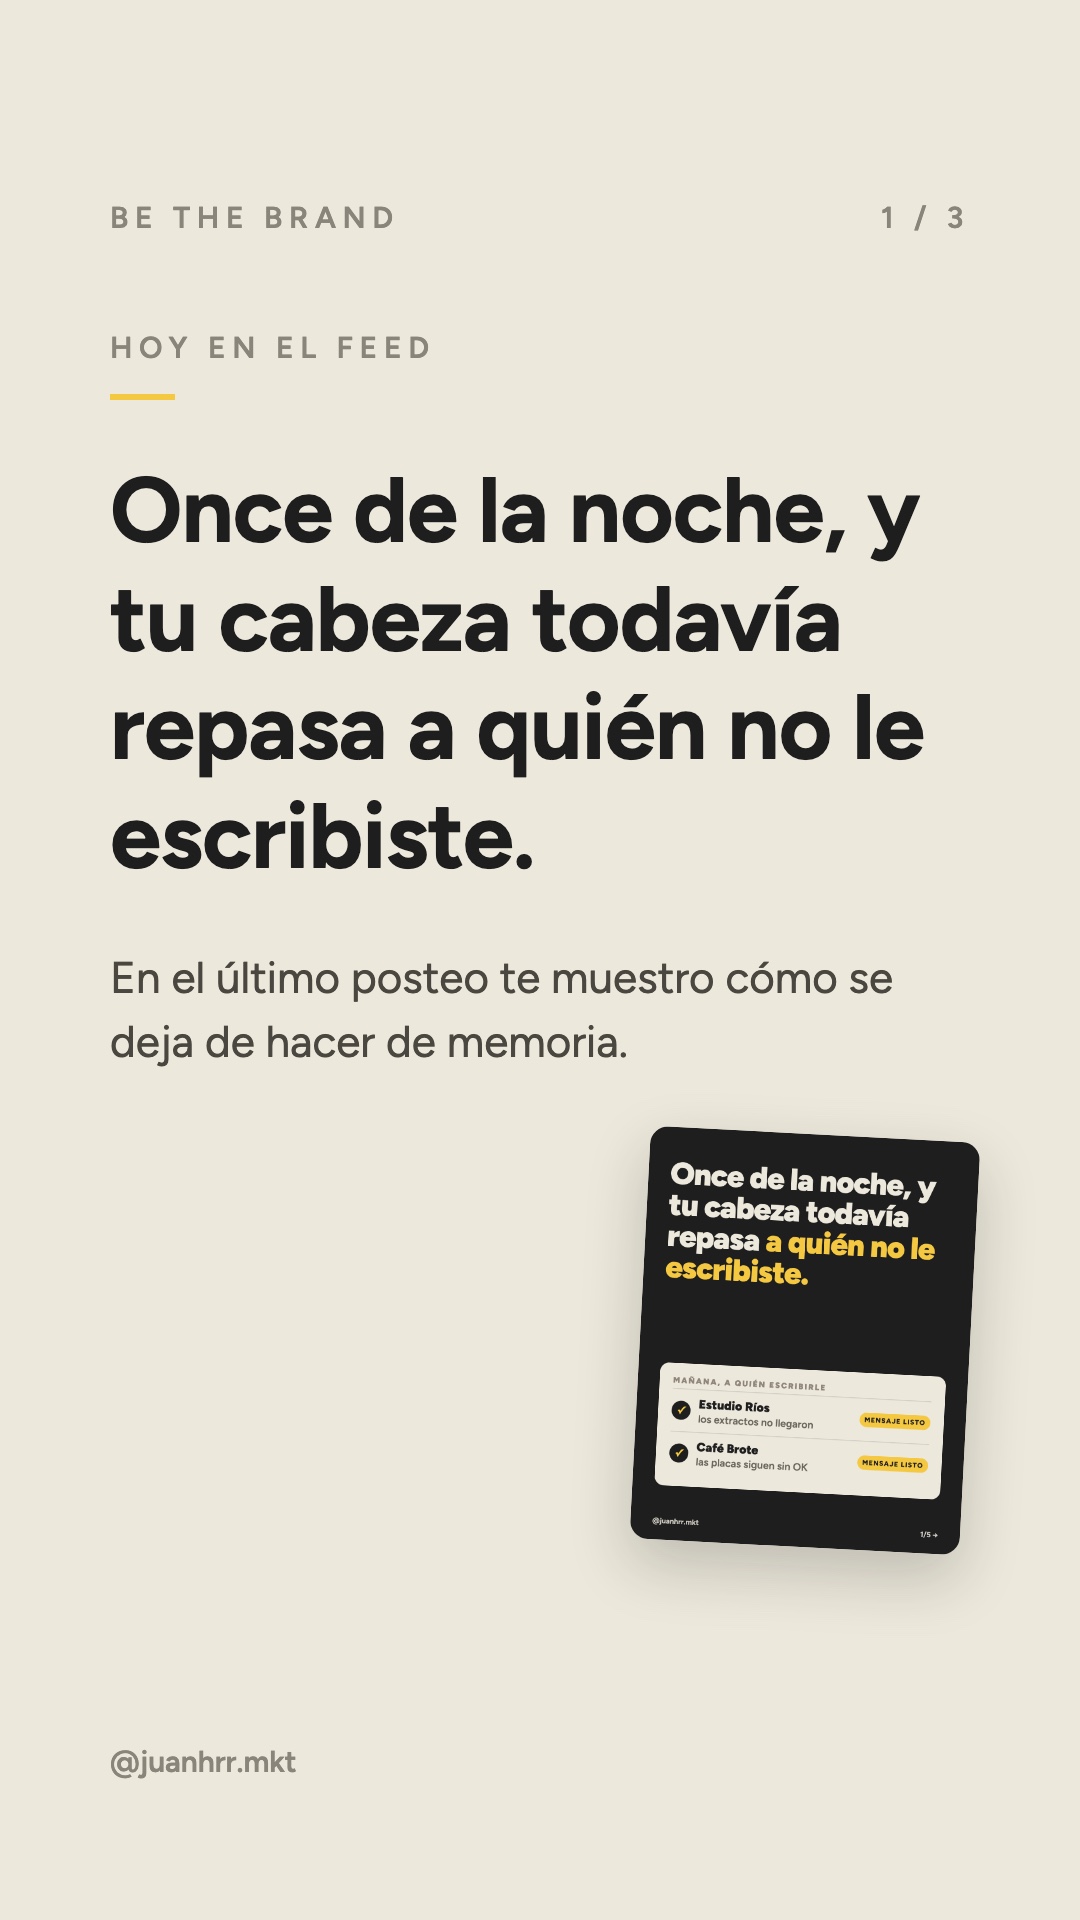 BE THE BRAND
1 / 3
HOY EN EL FEED
Once de la noche, y
tu cabeza todavía
repasa a quién no le
escribiste.
En el último posteo te muestro cómo se
deja de hacer de memoria.
Once de la noche, y
tu cabeza todavía
repasa a quién no le
escribiste.
MAÑANA, A QUIÉN ESCRIBIRLE
Estudio Ríos
los extractos no llegaron
MENSAJE LISTO
Café Brote
las placas siguen sin OK
MENSAJE LISTO
@juanhrr.mkt
1/5 →
@juanhrr.mkt